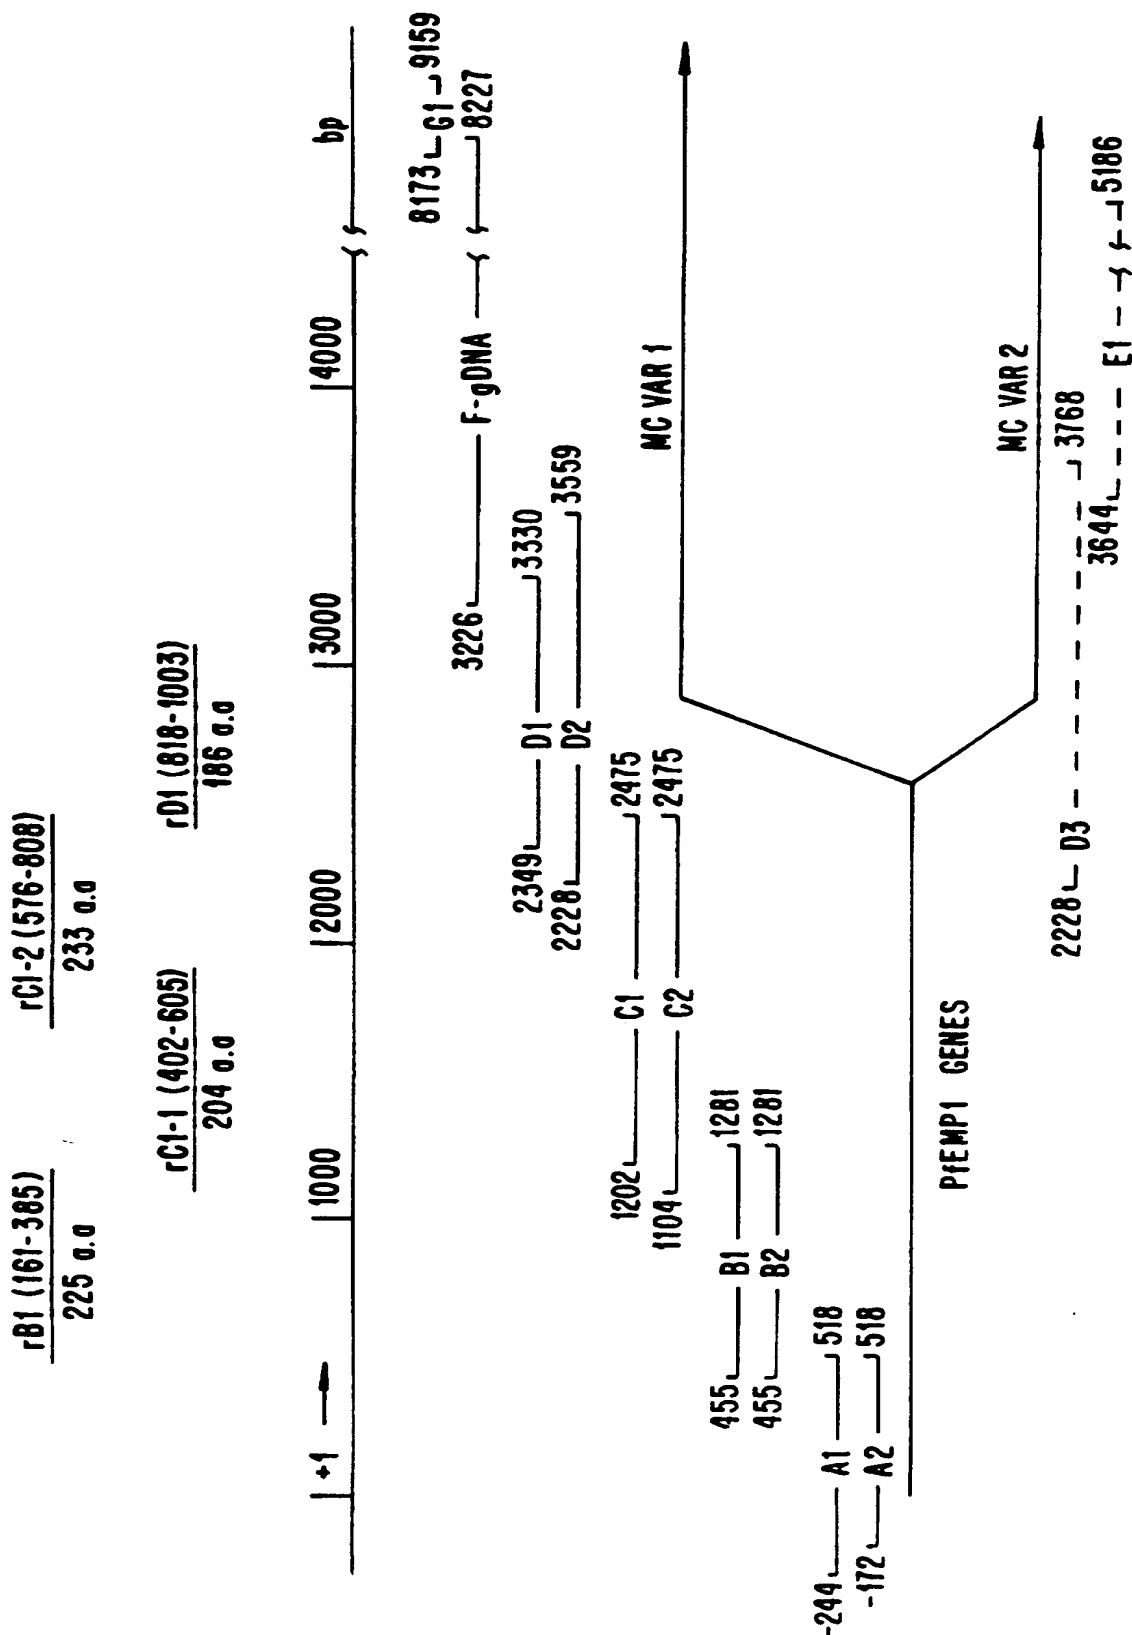 rB1 (161-385)
225 a.a
rC1-2 (576-808)
233 a.a
rC1-1 (402-605)
204 a.a
rD1 (818-1003)
186 a.a
+1
1000
2000
3000
4000
bp
8173 G1 9159
3226 F-gDNA 8227
2349 D1 3330
2228 D2 3559
1202 C1 2475
1104 C2 2475
455 B1 1281
455 B2 1281
-244 A1 518
-172 A2 518
MC VAR 1
PfEMP1 GENES
MC VAR 2
2228 D3 3768
3644 E1 5186